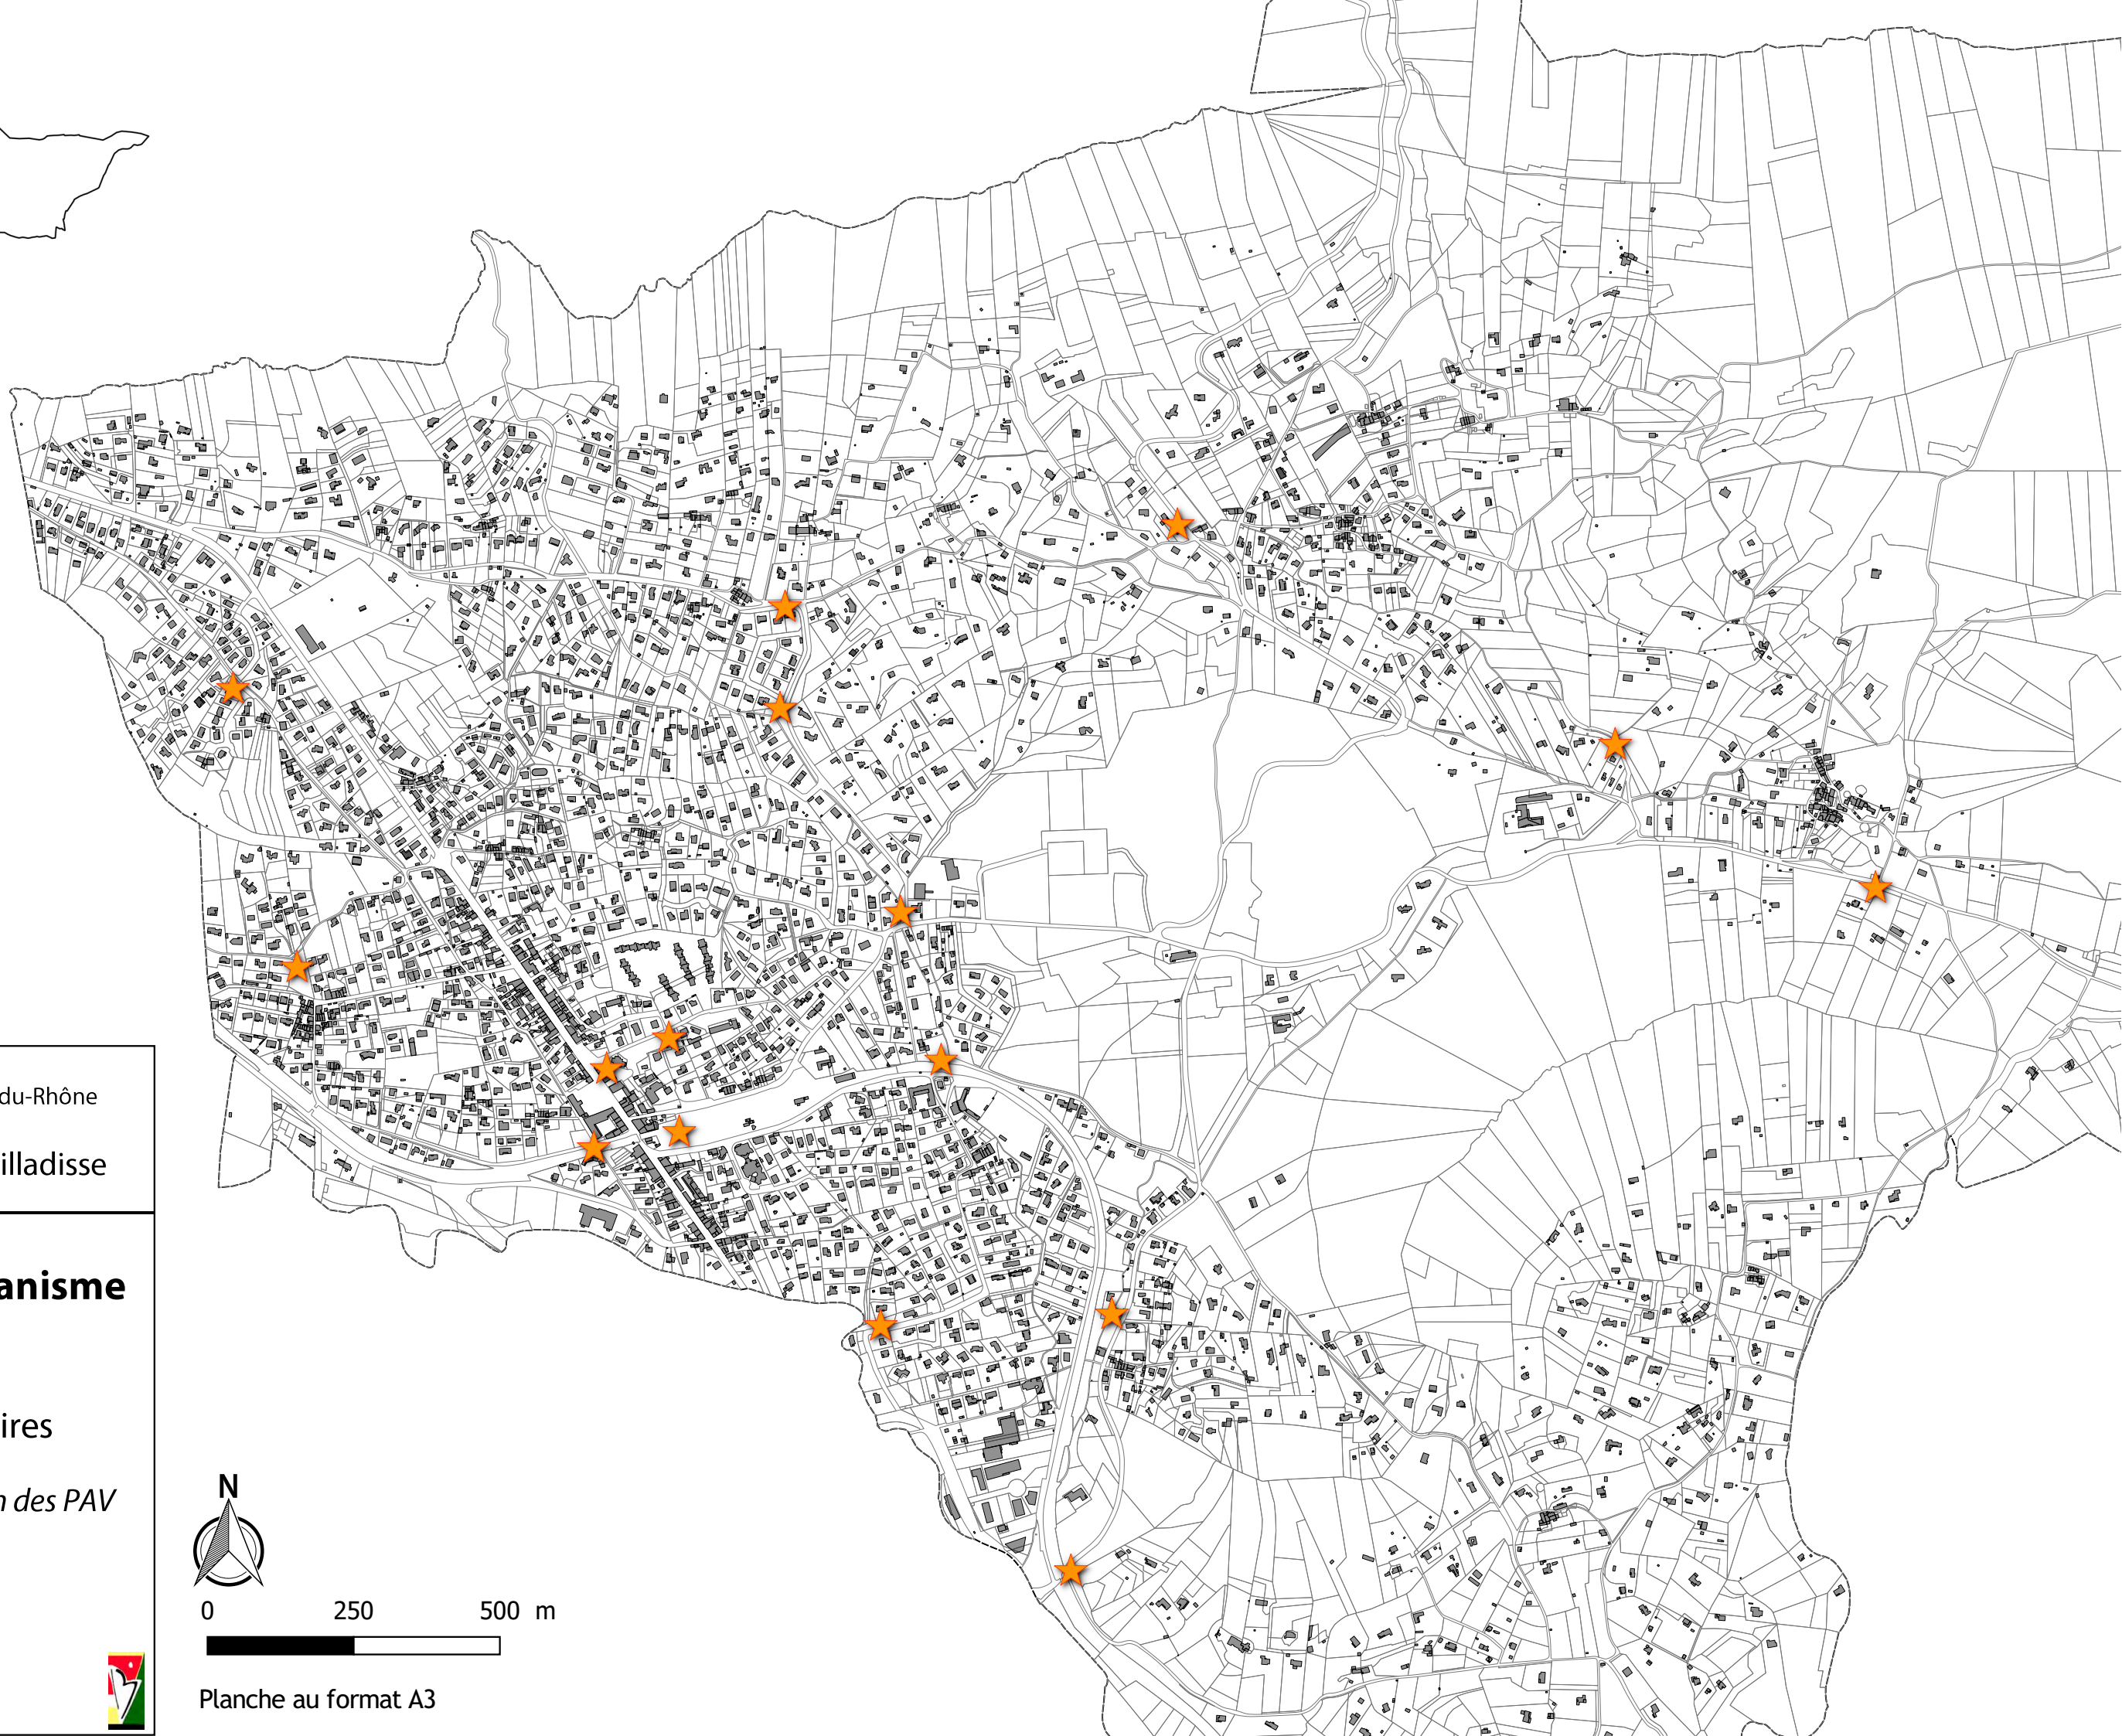 du-Rhône
illadisse
anisme
ires
n des PAV
N
0 250 500 m
Planche au format A3